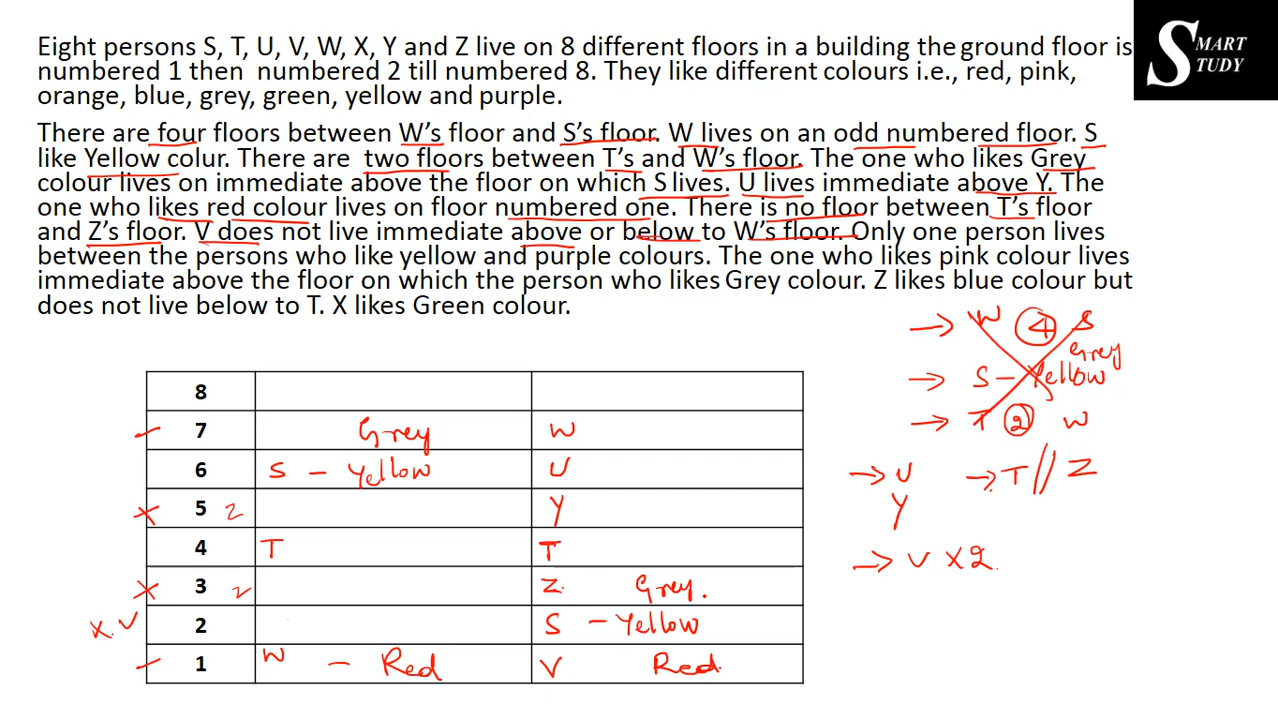 Eight persons S, T, U, V, W, X, Y and Z live on 8 different floors in a building the ground floor is
numbered 1 then numbered 2 till numbered 8. They like different colours i.e., red, pink,
orange, blue, grey, green, yellow and purple.
SMART
STUDY
There are four floors between W's floor and S's floor. W lives on an odd numbered floor. S
like Yellow colur. There are two floors between T's and W's floor. The one who likes Grey
colour lives on immediate above the floor on which S lives. U lives immediate above Y. The
one who likes red colour lives on floor numbered one. There is no floor between T's floor
and Z's floor. V does not live immediate above or below to W's floor. Only one person lives
between the persons who like yellow and purple colours. The one who likes pink colour lives
immediate above the floor on which the person who likes Grey colour. Z likes blue colour but
does not live below to T. X likes Green colour.
→ W 4 S
Grey
→ S - Yellow
→ T 2 W
→ U → T // Z
Y
→ V X 2
8
7 Grey W
6 S - Yellow U
X 5 Z Y
4 T T
X 3 Z Z Grey.
X. V 2 S - Yellow
1 W - Red V Red